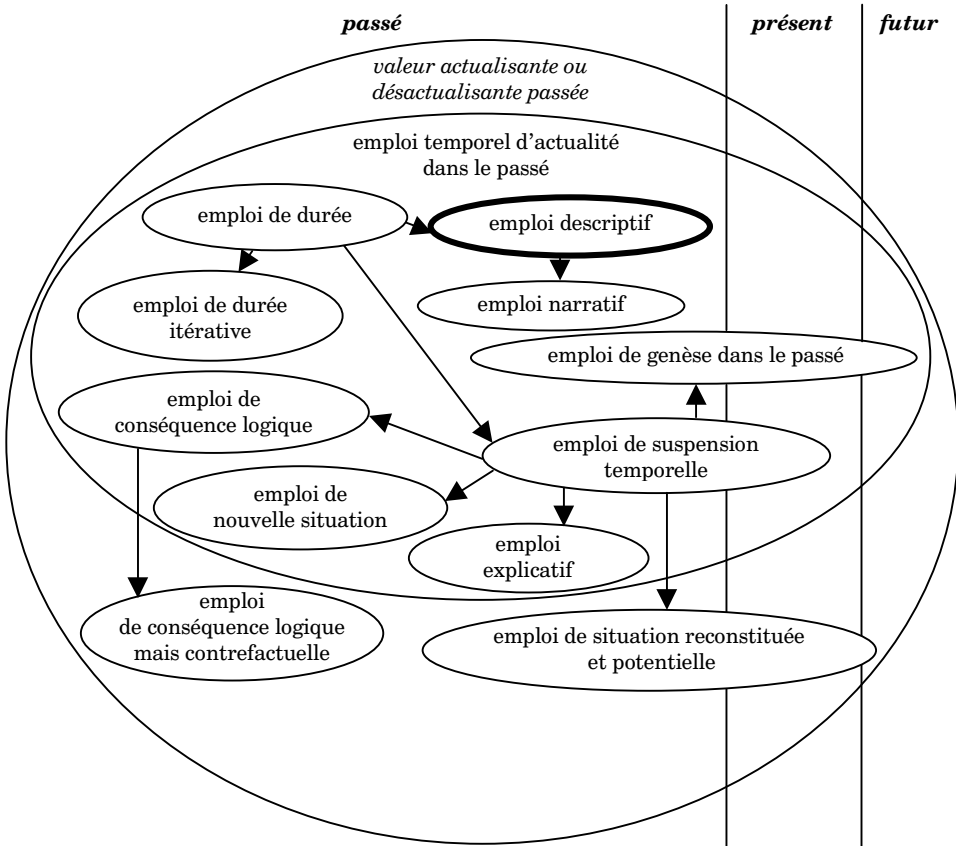 passé présent futur
valeur actualisante ou
désactualisante passée
emploi temporel d'actualité
dans le passé
emploi de durée
emploi descriptif
emploi de durée
itérative
emploi narratif
emploi de genèse dans le passé
emploi de
conséquence logique
emploi de suspension
temporelle
emploi de
nouvelle situation
emploi
explicatif
emploi
de conséquence logique
mais contrefactuelle
emploi de situation reconstituée
et potentielle